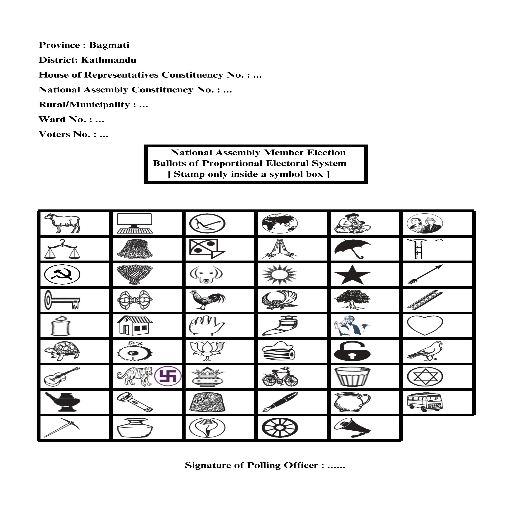 Province : Bagmati
District: Kathmandu
House of Representatives Constituency No. : ...
National Assembly Constituency No. : ...
Rural/Municipality : ...
Ward No. : ...
Voters No. : ...
National Assembly Member Election
Ballots of Proportional Electoral System
[ Stamp only inside a symbol box ]
Signature of Polling Officer : ......